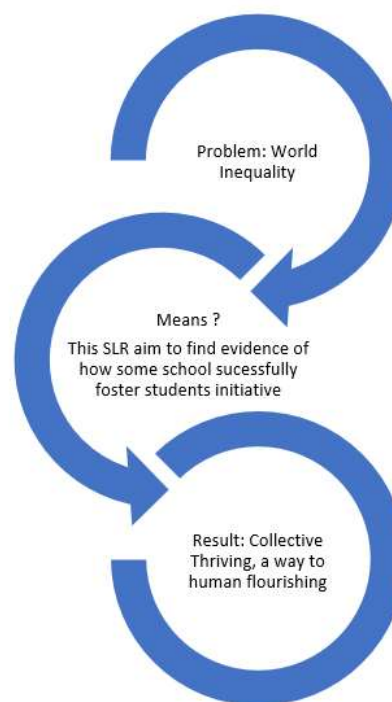 Problem: World
Inequality
Means ?
This SLR aim to find evidence of
how some school sucessfully
foster students initiative
Result: Collective
Thriving, a way to
human flourishing